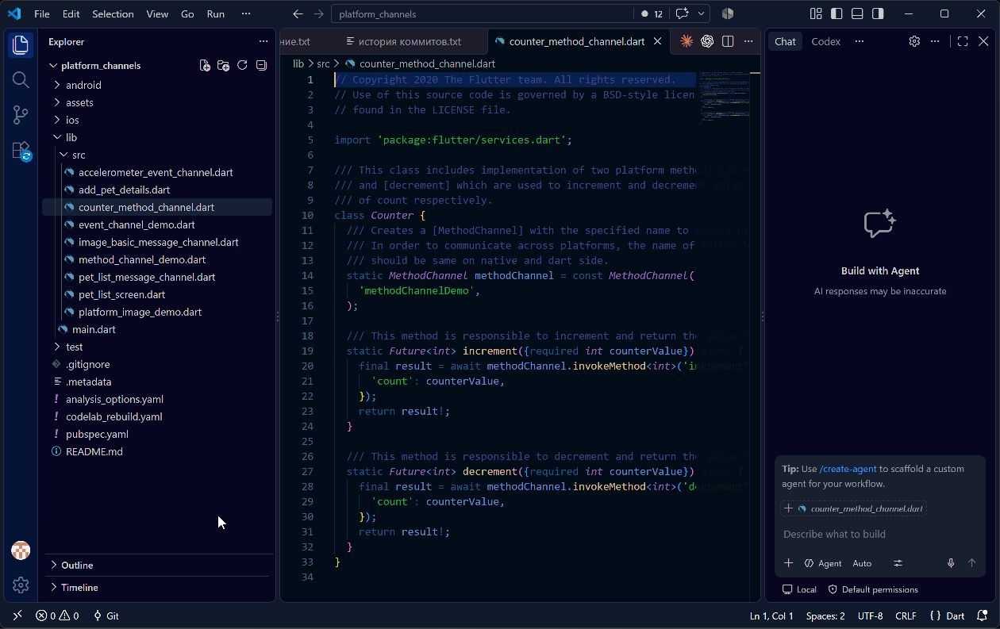 File Edit Selection View Go Run ···
platform_channels
12
Explorer
platform_channels
android
assets
ios
lib
src
accelerometer_event_channel.dart
add_pet_details.dart
counter_method_channel.dart
event_channel_demo.dart
image_basic_message_channel.dart
method_channel_demo.dart
pet_list_message_channel.dart
pet_list_screen.dart
platform_image_demo.dart
main.dart
test
.gitignore
.metadata
analysis_options.yaml
codelab_rebuild.yaml
pubspec.yaml
README.md
Outline
Timeline
ние.txt
история коммитов.txt
counter_method_channel.dart
lib > src > counter_method_channel.dart
1 // Copyright 2020 The Flutter team. All rights reserved.
2 // Use of this source code is governed by a BSD-style licen
3 // found in the LICENSE file.
4
5 import 'package:flutter/services.dart';
6
7 /// This class includes implementation of two platform methods [incr
8 /// and [decrement] which are used to increment and decrement value
9 /// of count respectively.
10 class Counter {
11 /// Creates a [MethodChannel] with the specified name to invoke pl
12 /// In order to communicate across platforms, the name of MethodCh
13 /// should be same on native and dart side.
14 static MethodChannel methodChannel = const MethodChannel(
15 'methodChannelDemo',
16 );
17
18 /// This method is responsible to increment and return the value o
19 static Future<int> increment({required int counterValue}) async {
20 final result = await methodChannel.invokeMethod<int>('increment'
21 'count': counterValue,
22 });
23 return result!;
24 }
25
26 /// This method is responsible to decrement and return the value o
27 static Future<int> decrement({required int counterValue}) async {
28 final result = await methodChannel.invokeMethod<int>('decrement'
29 'count': counterValue,
30 });
31 return result!;
32 }
33 }
34
Chat Codex ···
Build with Agent
AI responses may be inaccurate
Tip: Use /create-agent to scaffold a custom
agent for your workflow.
counter_method_channel.dart
Describe what to build
Agent Auto
Local Default permissions
0 0 Git
Ln 1, Col 1 Spaces: 2 UTF-8 CRLF {} Dart